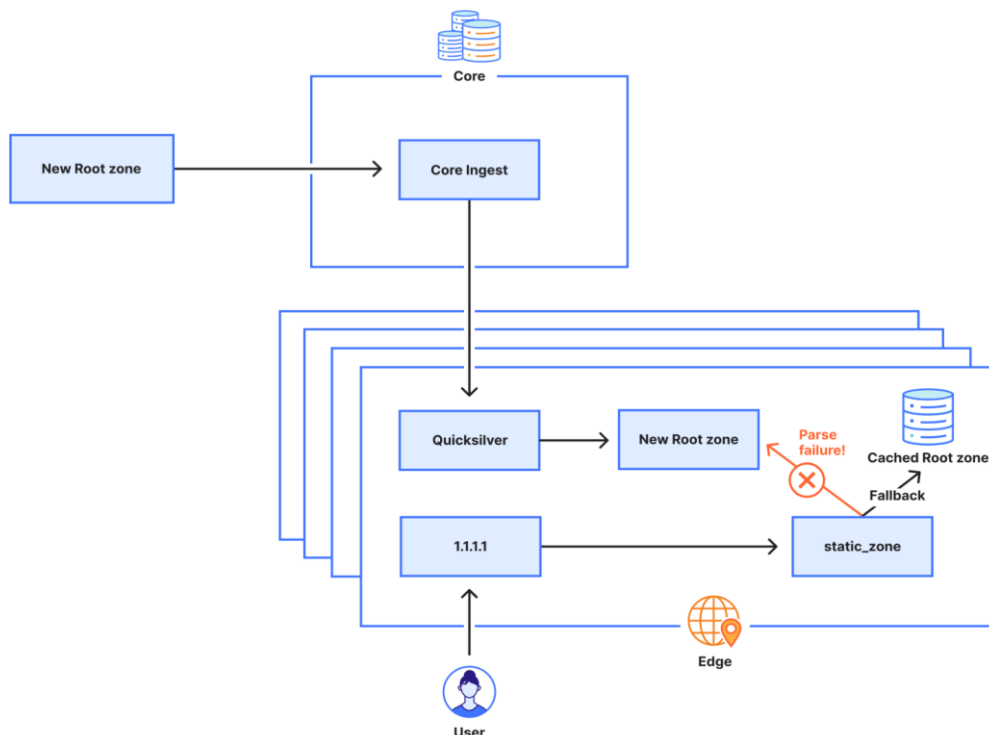 Core
New Root zone
Core Ingest
Quicksilver
New Root zone
Parse
failure!
Cached Root zone
Fallback
1.1.1.1
static_zone
Edge
User